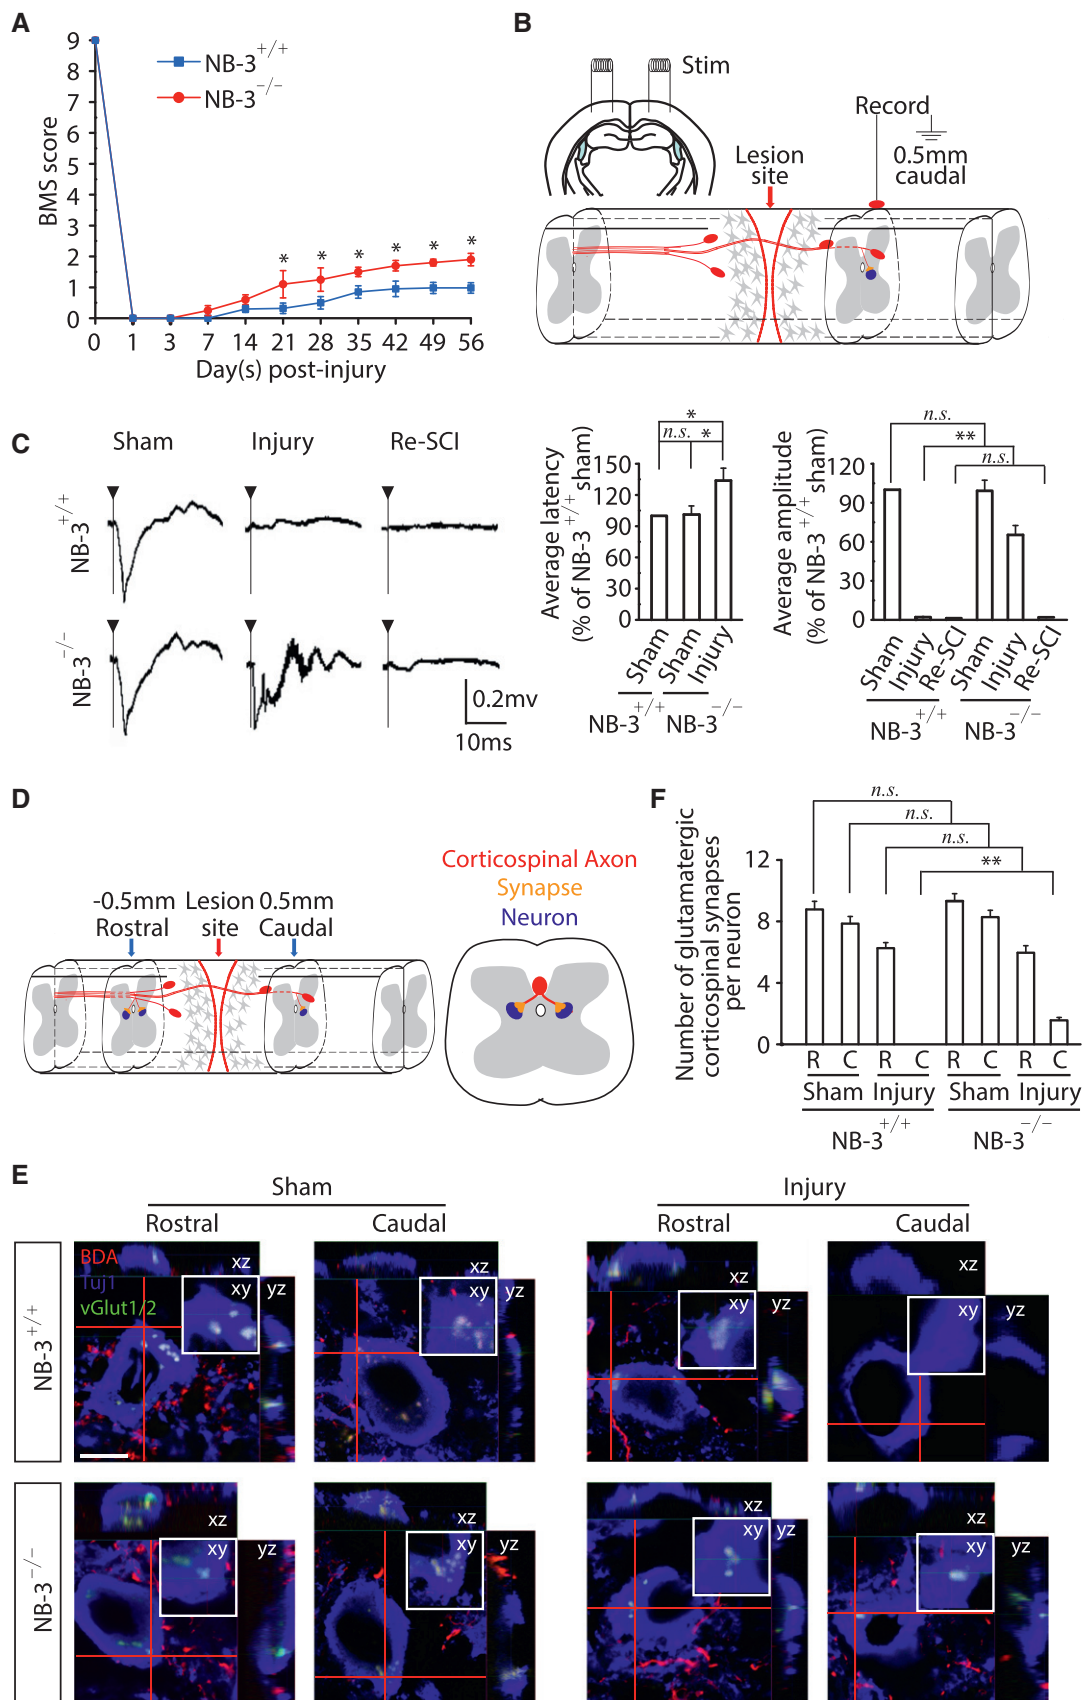 A
9
8
7
6
5
4
3
2
1
0
BMS score
NB-3+/+
NB-3−/−
* * * * * *
0 1 3 7 14 21 28 35 42 49 56
Day(s) post-injury
B
Stim
Record
Lesion
site
0.5mm
caudal
C
Sham Injury Re-SCI
NB-3+/+
NB-3−/−
0.2mv
10ms
Average latency
(% of NB-3+/+ sham)
150
120
90
60
30
0
*
n.s. *
Sham Sham Injury
NB-3+/+ NB-3−/−
Average amplitude
(% of NB-3+/+ sham)
120
90
60
30
0
n.s.
**
n.s.
Sham Injury Re-SCI Sham Injury Re-SCI
NB-3+/+ NB-3−/−
D
-0.5mm
Rostral
Lesion
site
0.5mm
Caudal
Corticospinal Axon
Synapse
Neuron
F
Number of glutamatergic
corticospinal synapses
per neuron
12
8
4
0
n.s.
n.s.
n.s.
**
R C R C R C R C
Sham Injury Sham Injury
NB-3+/+ NB-3−/−
E
Sham Injury
Rostral Caudal Rostral Caudal
NB-3+/+
BDA
Tuj1
vGlut1/2
xz
xy
yz
xz
xy
yz
xz
xy
yz
xz
xy
yz
NB-3−/−
xz
xy
yz
xz
xy
yz
xz
xy
yz
xz
xy
yz